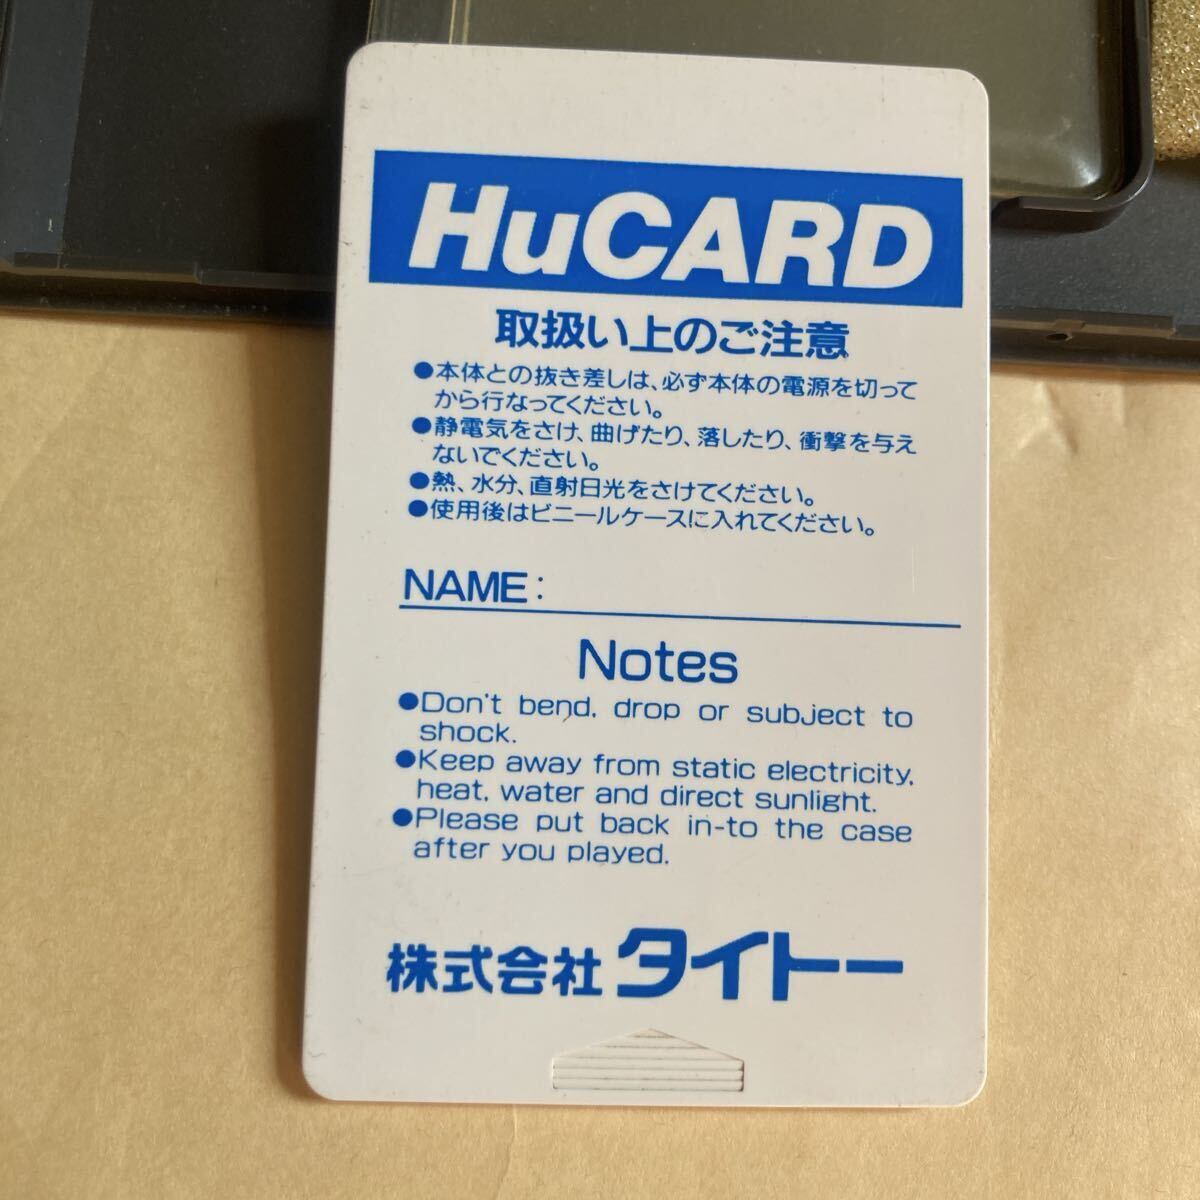 HuCARD
取扱い上のご注意
●本体との抜き差しは、必ず本体の電源を切って
から行なってください。
●静電気をさけ、曲げたり、落したり、衝撃を与え
ないでください。
●熱、水分、直射日光をさけてください。
●使用後はビニールケースに入れてください。
NAME:
Notes
●Don't bend, drop or subject to
shock.
●Keep away from static electricity,
heat, water and direct sunlight.
●Please put back in-to the case
after you played.
株式会社タイトー